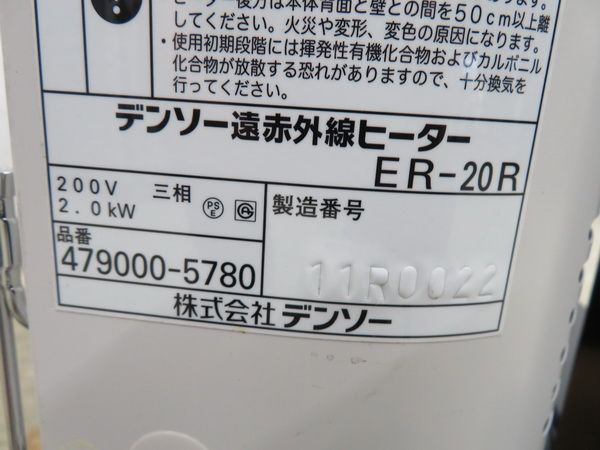 ヒーター後方は本体背面と壁との間を50cm以上離
してください。火災や変形、変色の原因になります。
・使用初期段階には揮発性有機化合物およびカルボニル
化合物が放散する恐れがありますので、十分換気を
行ってください。
デンソー遠赤外線ヒーター
ER-20R
200V 三相
2.0kW
PS
E
製造番号
品番
479000-5780
11R0022
株式会社 デンソー